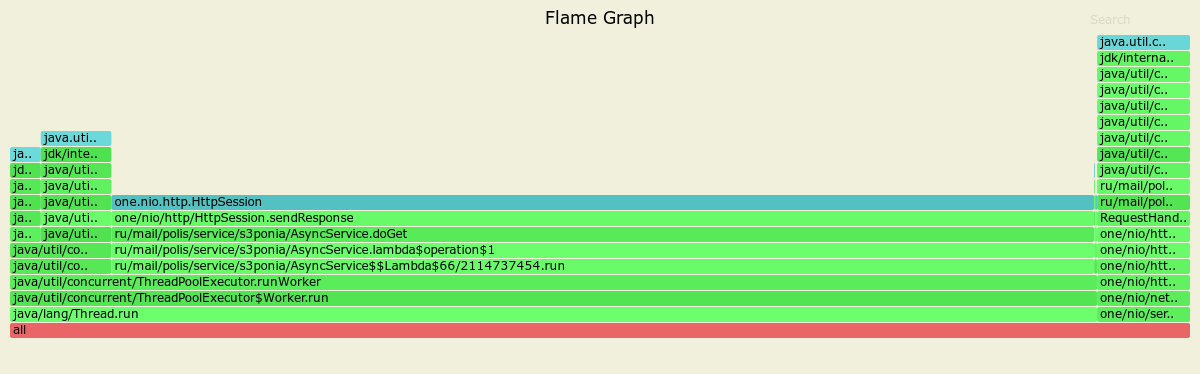 Flame Graph
Search
java.util.c..
jdk/interna..
java/util/c..
java/util/c..
java/util/c..
java/util/c..
java.uti.. java/util/c..
ja.. jdk/inte.. java/util/c..
jd.. java/uti.. java/util/c..
ja.. java/uti.. ru/mail/pol..
ja.. java/uti.. one.nio.http.HttpSession ru/mail/pol..
ja.. java/uti.. one/nio/http/HttpSession.sendResponse RequestHand..
ja.. java/uti.. ru/mail/polis/service/s3ponia/AsyncService.doGet one/nio/htt..
java/util/co.. ru/mail/polis/service/s3ponia/AsyncService.lambda$operation$1 one/nio/htt..
java/util/co.. ru/mail/polis/service/s3ponia/AsyncService$$Lambda$66/2114737454.run one/nio/htt..
java/util/concurrent/ThreadPoolExecutor.runWorker one/nio/htt..
java/util/concurrent/ThreadPoolExecutor$Worker.run one/nio/net..
java/lang/Thread.run one/nio/ser..
all